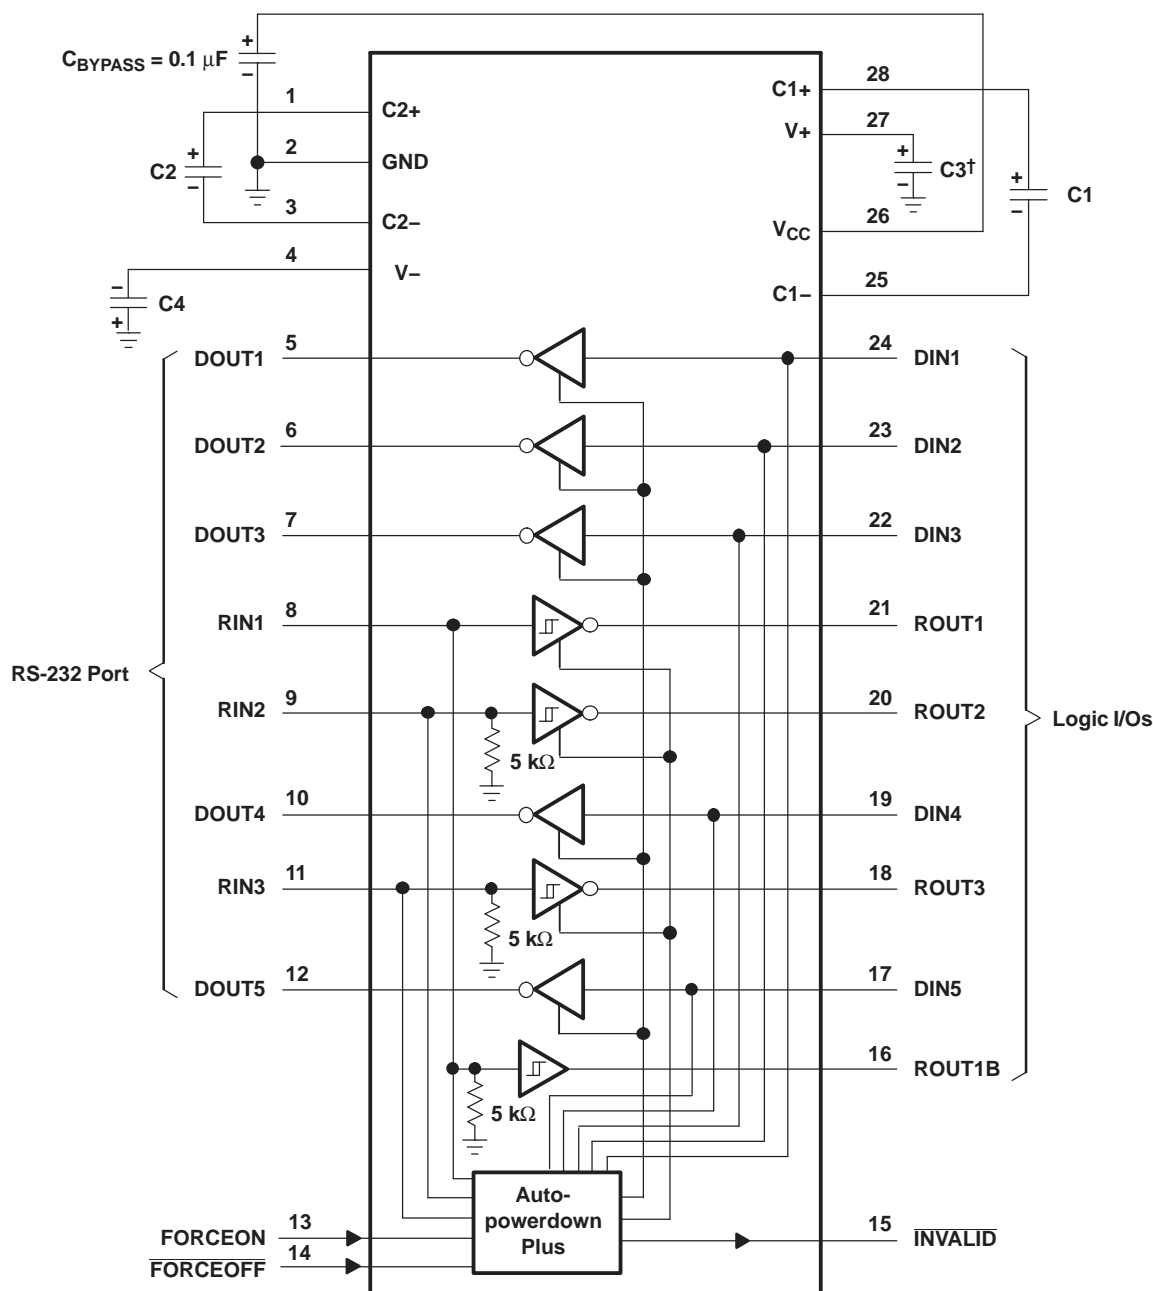 C_BYPASS = 0.1 μF
+
−
1
C2+
28
C1+
27
V+
C2
+
−
2
GND
C3†
+
−
+
−
C1
3
C2−
26
V_CC
4
V−
25
C1−
−
+
C4
DOUT1
5
24
DIN1
DOUT2
6
23
DIN2
DOUT3
7
22
DIN3
RIN1
8
21
ROUT1
RS-232 Port
RIN2
9
20
ROUT2
Logic I/Os
5 kΩ
DOUT4
10
19
DIN4
RIN3
11
18
ROUT3
5 kΩ
DOUT5
12
17
DIN5
16
ROUT1B
5 kΩ
Auto-
powerdown
Plus
FORCEON
13
15
INVALID
FORCEOFF
14